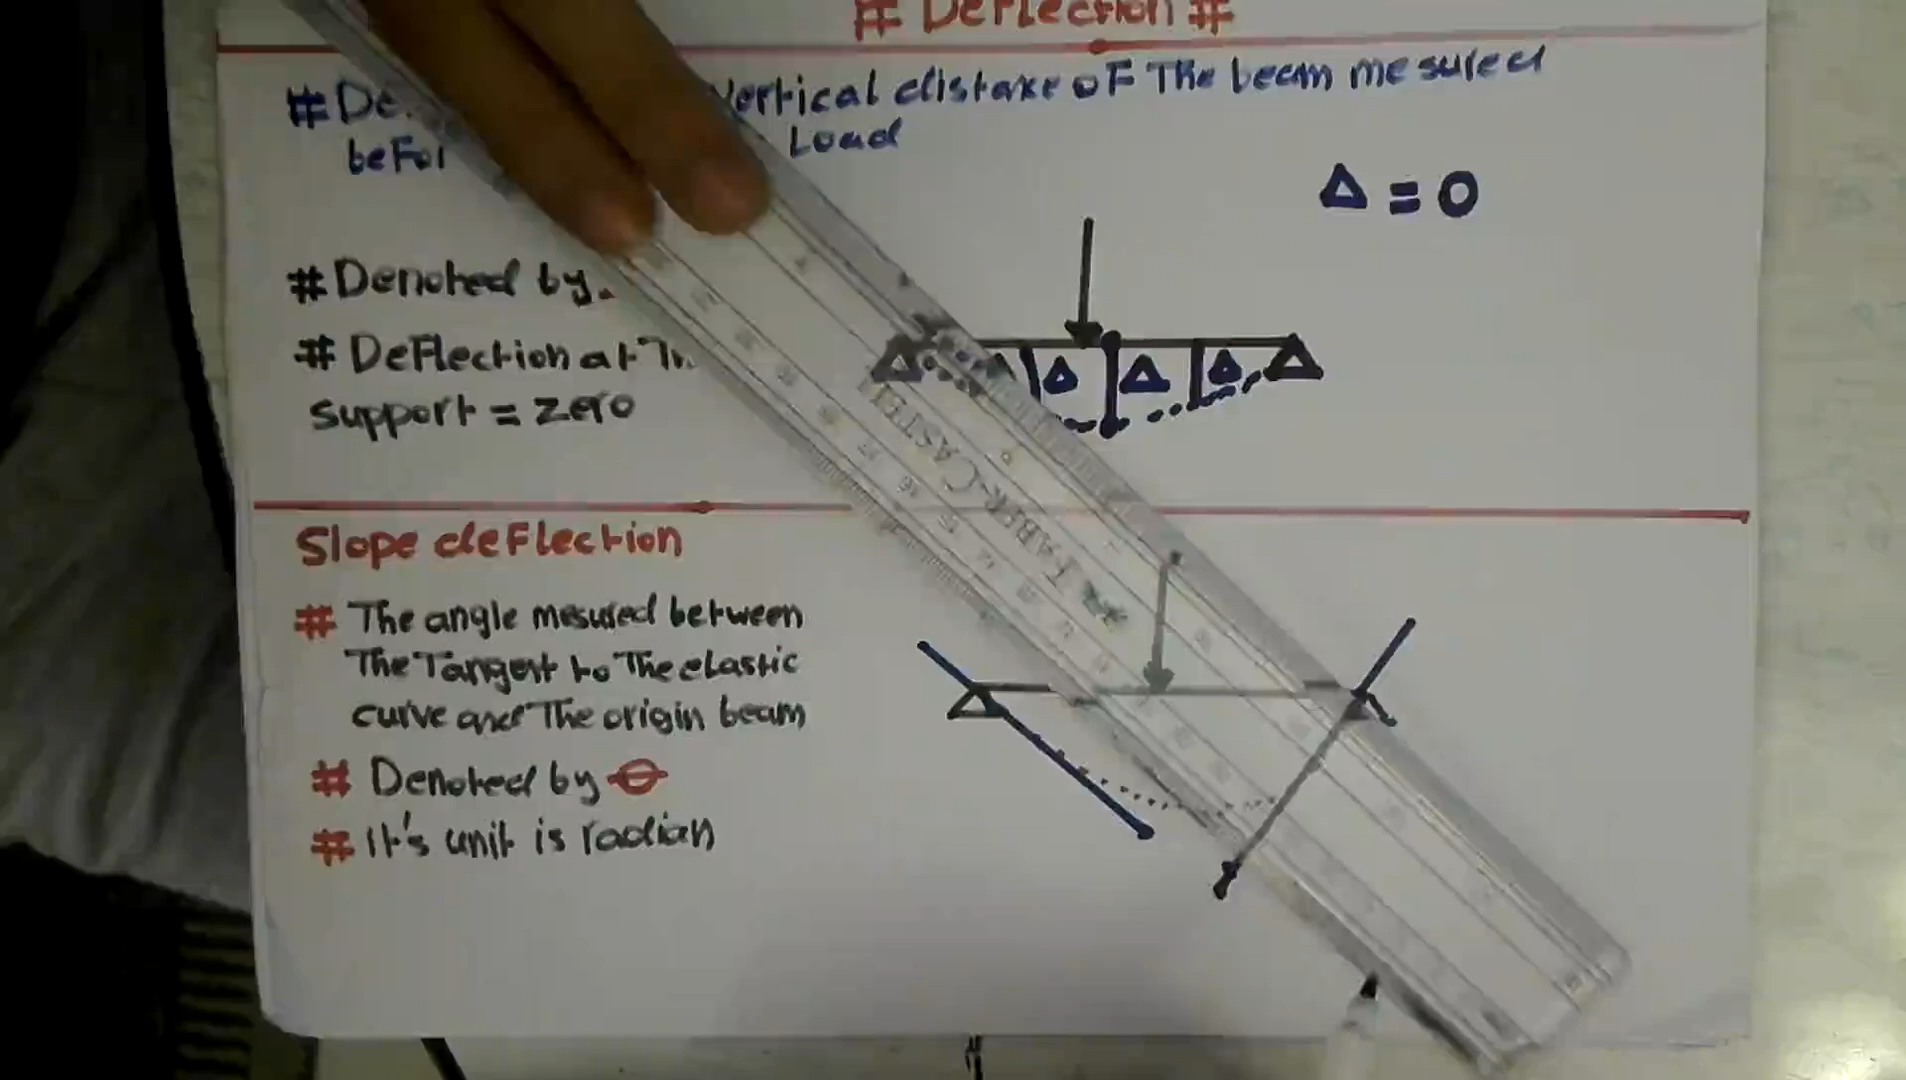 # Deflection #
# De vertical distake of The beam mesured
befor Load
Δ = 0
# Denoted by
# Deflection at Th
support = zero
Δ Δ Δ
FABER-CASTELL
Slope deflection
# The angle mesured between
The Tangent to The elastic
curve and The origin beam
# Denoted by Θ
# It's unit is radian